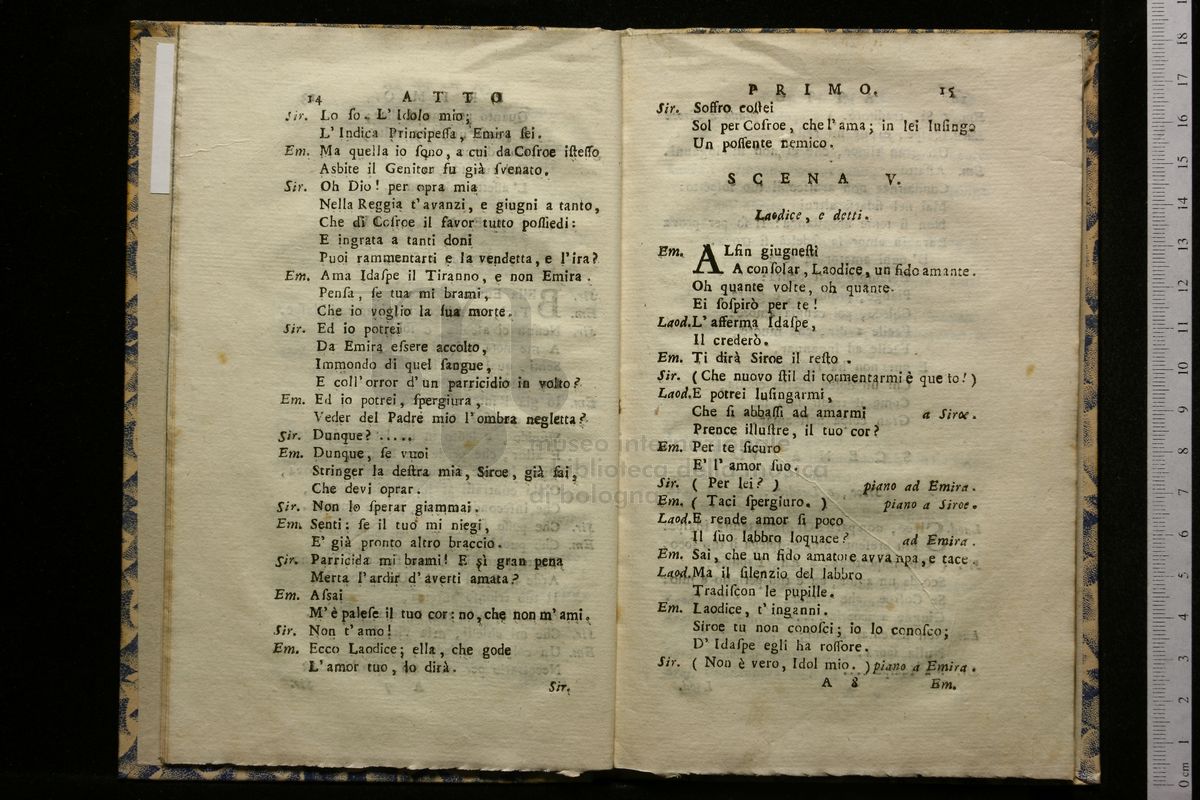 14 ATTO
Sir. Lo ſo. L' Idolo mio;
L' Indica Principeſſa, Emira ſei.
Em. Ma quella io ſono, a cui da Coſroe iſteſſo
Asbite il Genitor fu già ſvenato.
Sir. Oh Dio! per opra mia
Nella Reggia t'avanzi, e giugni a tanto,
Che di Coſroe il favor tutto poſſiedi:
E ingrata a tanti doni
Puoi rammentarti e la vendetta, e l'ira?
Em. Ama Idaſpe il Tiranno, e non Emira.
Penſa, ſe tua mi brami,
Che io voglio la ſua morte.
Sir. Ed io potrei
Da Emira eſſere accolto,
Immondo di quel ſangue,
E coll'orror d'un parricidio in volto?
Em. Ed io potrei, ſpergiura,
Veder del Padre mio l'ombra negletta?
Sir. Dunque? .....
Em. Dunque, ſe vuoi
Stringer la deſtra mia, Siroe, già ſai,
Che devi oprar.
Sir. Non lo ſperar giammai.
Em. Senti: ſe il tuo mi niegi,
E' già pronto altro braccio.
Sir. Parricida mi brami! E sì gran pena
Merta l'ardir d'averti amata?
Em. Aſsai
M'è paleſe il tuo cor: no, che non m'ami.
Sir. Non t'amo!
Em. Ecco Laodice; ella, che gode
L'amor tuo, lo dirà.
Sir.
PRIMO. 15
Sir. Soffro coſtei
Sol per Coſroe, che l'ama; in lei luſingo
Un poſſente nemico.
SCENA V.
Laodice, e detti.
Em. ALfin giugneſti
A conſolar, Laodice, un fido amante.
Oh quante volte, oh quante
Ei ſoſpirò per te!
Laod. L'afferma Idaſpe,
Il crederò.
Em. Ti dirà Siroe il reſto.
Sir. (Che nuovo ſtil di tormentarmi è que to!)
Laod. E potrei luſingarmi,
Che ſi abbaſſi ad amarmi a Siroe.
Prence illuſtre, il tuo cor?
Em. Per te ſicuro
E' l' amor ſuo.
Sir. ( Per lei? ) piano ad Emira.
Em. ( Taci ſpergiuro. ) piano a Siroe.
Laod. E rende amor ſi poco
Il ſuo labbro loquace? ad Emira.
Em. Sai, che un fido amatore avvampa, e tace.
Laod. Ma il ſilenzio del labbro
Tradiſcon le pupille.
Em. Laodice, t'inganni.
Siroe tu non conoſci; io lo conoſco;
D' Idaſpe egli ha roſſore.
Sir. ( Non è vero, Idol mio. ) piano a Emira.
A 8 Em.
museo internazionale
e biblioteca della musica
di bologna